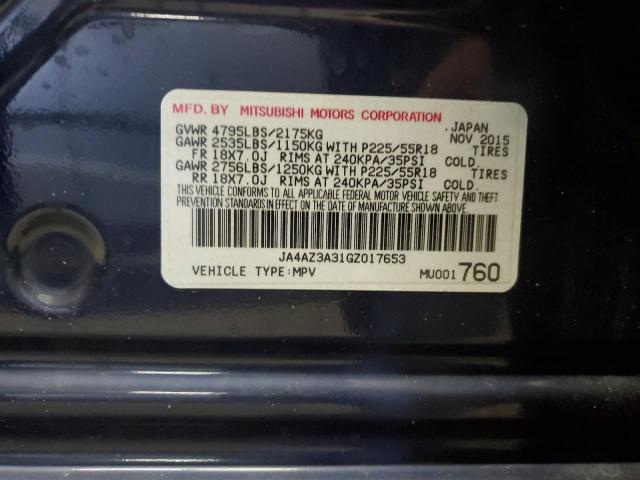 MFD. BY MITSUBISHI MOTORS CORPORATION
JAPAN
GVWR 4795LBS/2175KG NOV 2015
GAWR 2535LBS/1150KG WITH P225/55R18 TIRES
FR 18X7.0J RIMS AT 240KPA/35PSI COLD.
GAWR 2756LBS/1250KG WITH P225/55R18 TIRES
RR 18X7.0J RIMS AT 240KPA/35PSI COLD.
THIS VEHICLE CONFORMS TO ALL APPLICABLE FEDERAL MOTOR VEHICLE SAFETY AND THEFT
PREVENTION STANDARDS IN EFFECT ON THE DATE OF MANUFACTURE SHOWN ABOVE.
JA4AZ3A31GZ017653
VEHICLE TYPE:MPV MU001 760